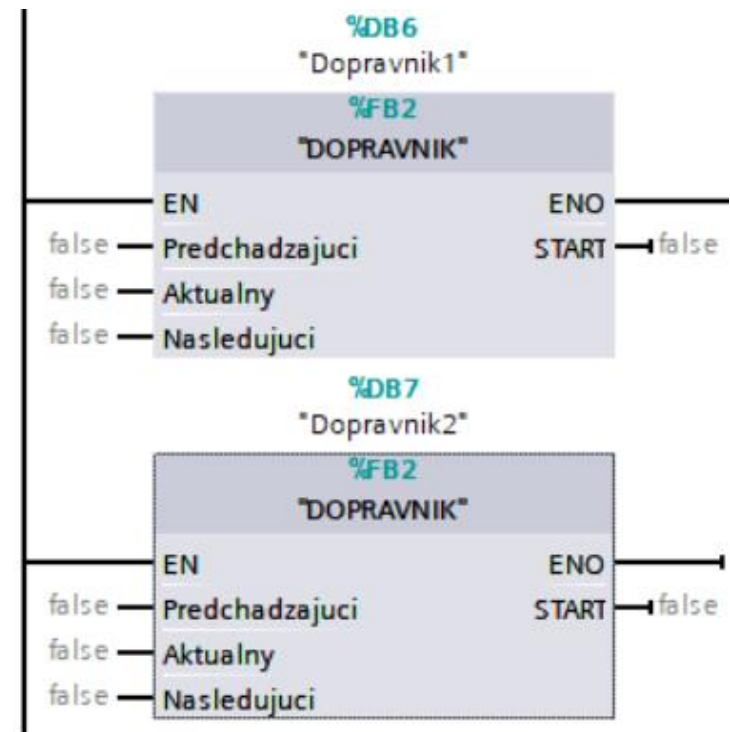 %DB6
"Dopravnik1"
%FB2
"DOPRAVNIK"
EN ENO
false Predchadzajuci START false
false Aktualny
false Nasledujuci
%DB7
"Dopravnik2"
%FB2
"DOPRAVNIK"
EN ENO
false Predchadzajuci START false
false Aktualny
false Nasledujuci